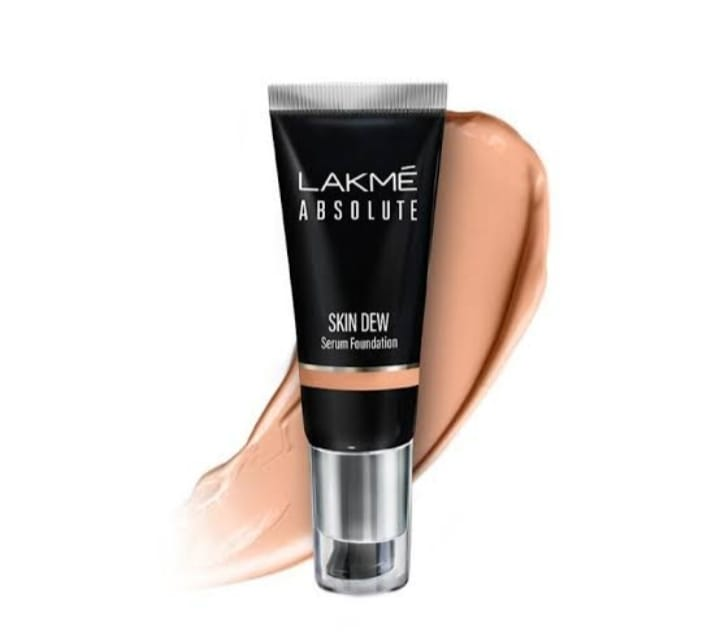 LAKMÉ
ABSOLUTE
SKIN DEW
Serum Foundation